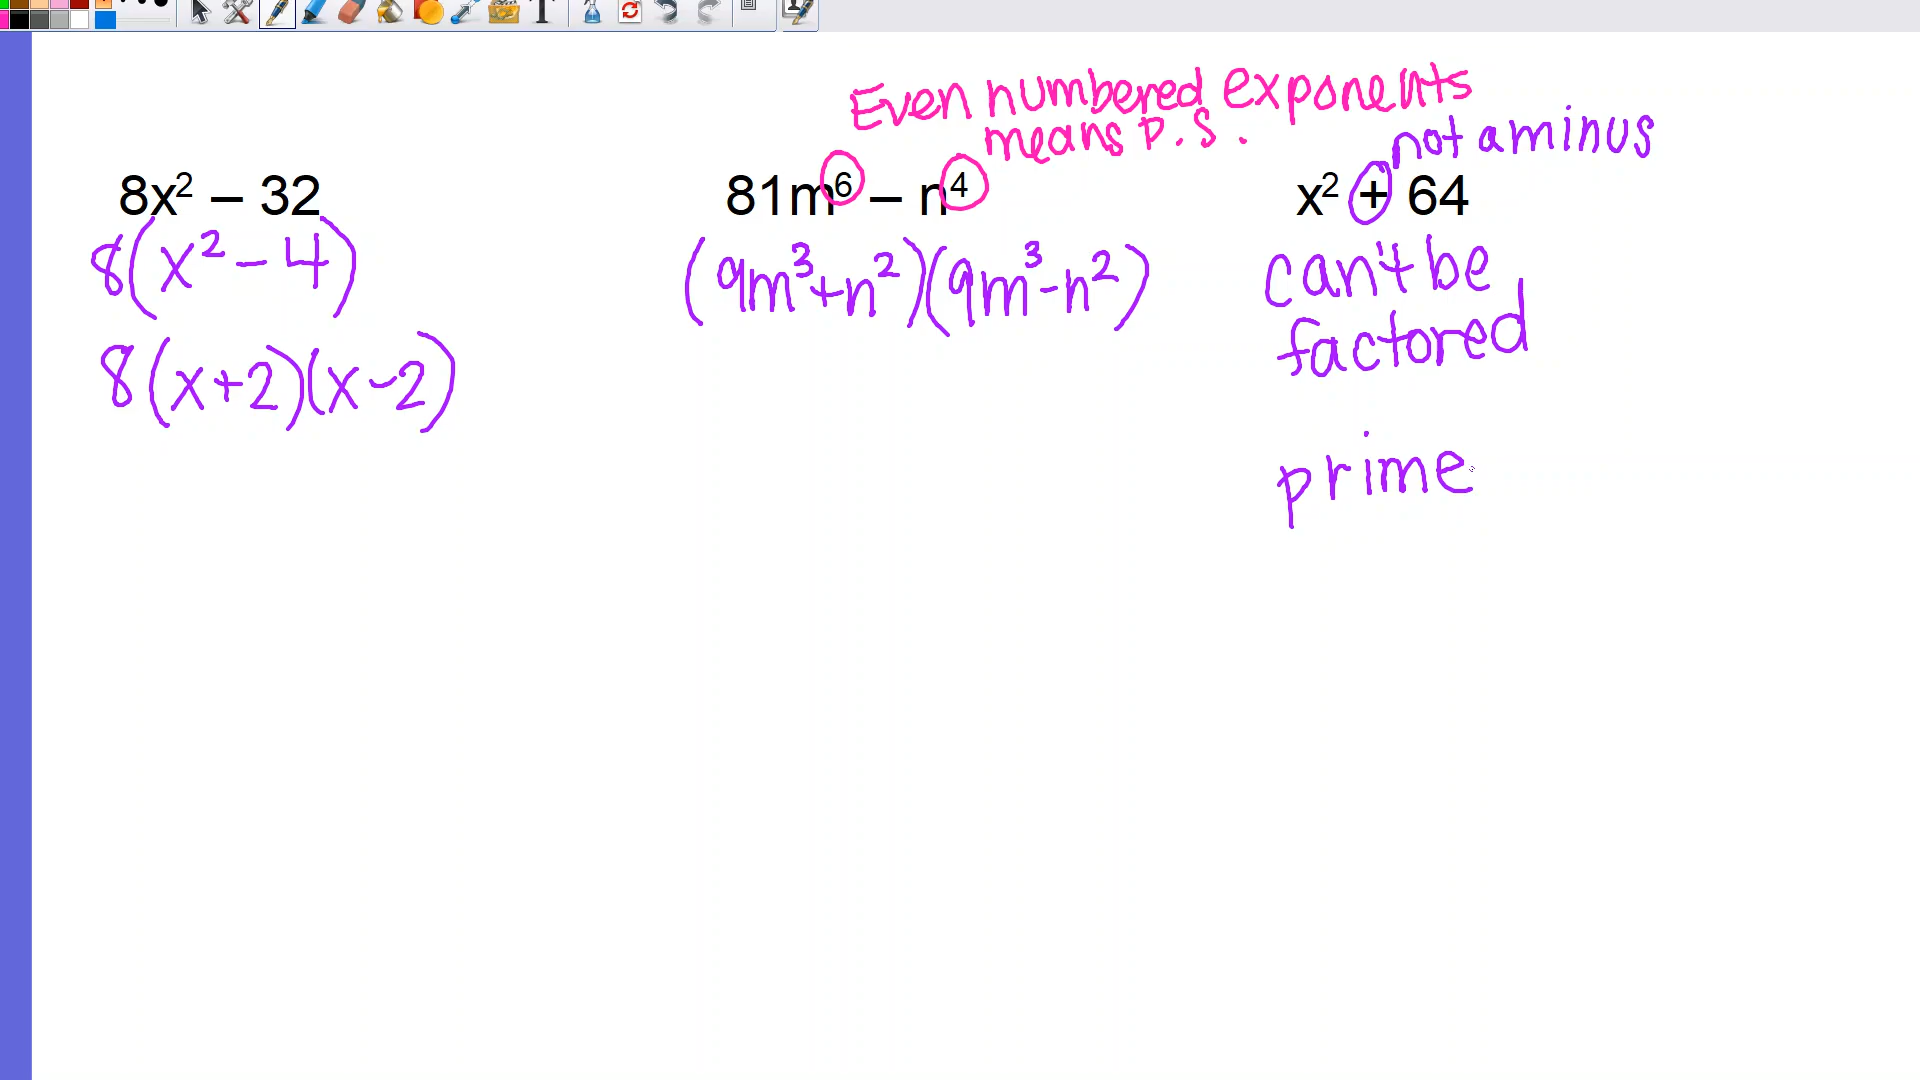 Even numbered exponents
means P.S.
not a minus
8x² – 32
8(x² - 4)
8(x+2)(x-2)
81m⁶ – n⁴
(9m³+n²)(9m³-n²)
x² + 64
can't be
factored
prime